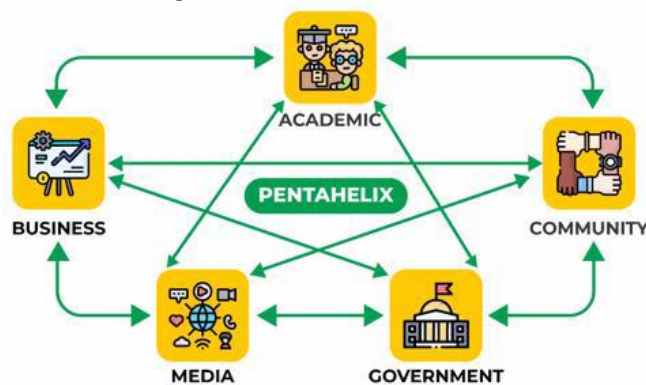 ACADEMIC
PENTAHELIX
BUSINESS
COMMUNITY
MEDIA
GOVERNMENT